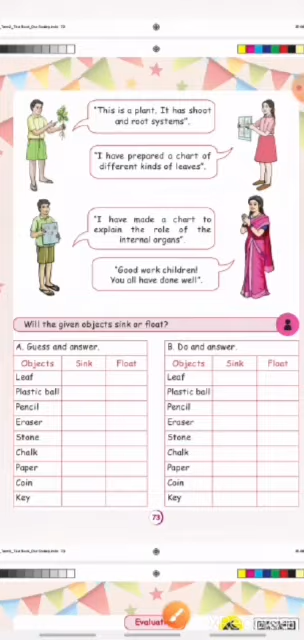 "This is a plant. It has shoot
and root systems".
"I have prepared a chart of
different kinds of leaves".
"I have made a chart to
explain the role of the
internal organs".
"Good work children!
You all have done well".
Will the given objects sink or float?
A. Guess and answer.
Objects Sink Float
Leaf
Plastic ball
Pencil
Eraser
Stone
Chalk
Paper
Coin
Key
B. Do and answer.
Objects Sink Float
Leaf
Plastic ball
Pencil
Eraser
Stone
Chalk
Paper
Coin
Key
73